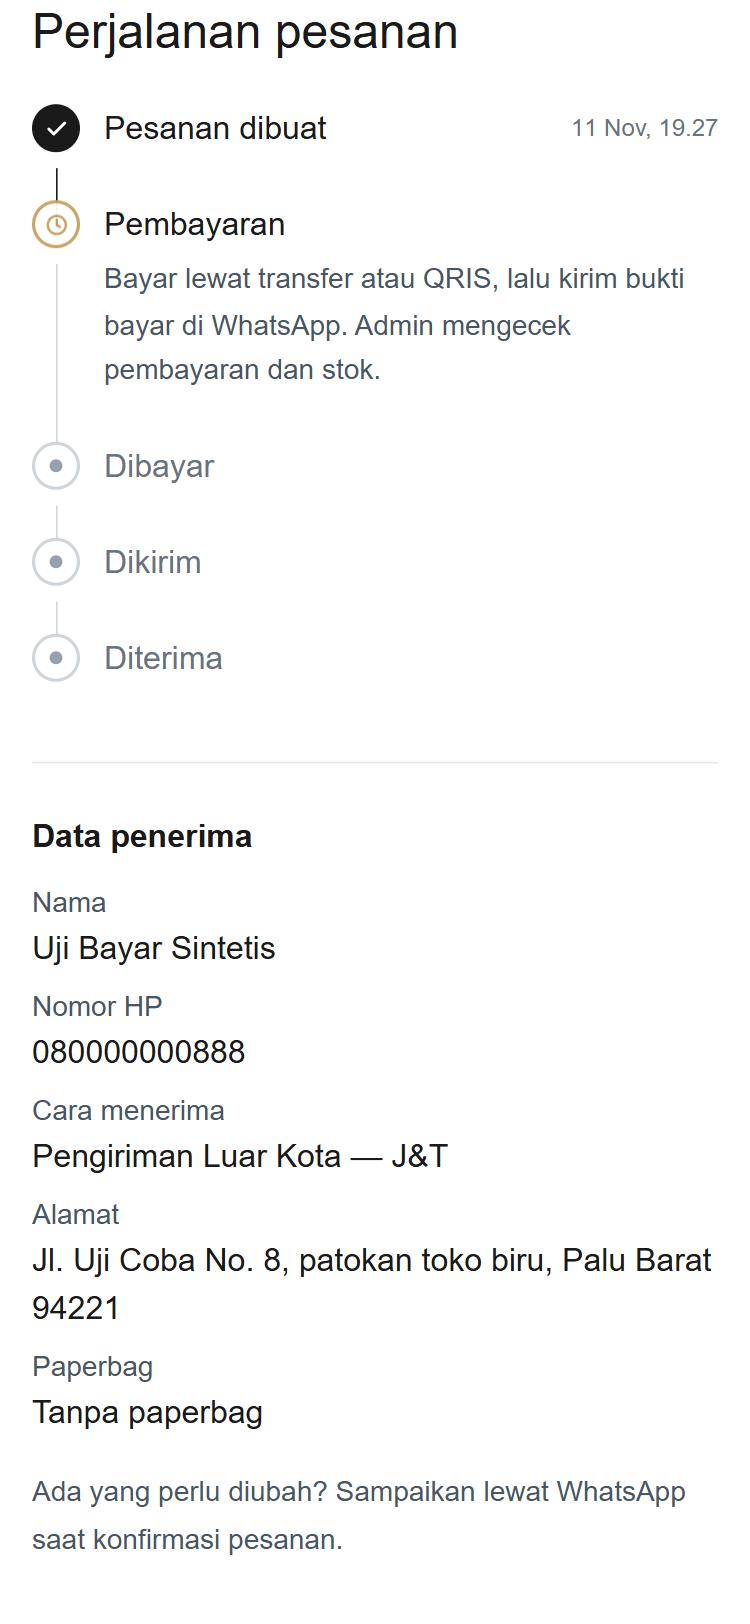 Perjalanan pesanan
Pesanan dibuat 11 Nov, 19.27
Pembayaran
Bayar lewat transfer atau QRIS, lalu kirim bukti
bayar di WhatsApp. Admin mengecek
pembayaran dan stok.
Dibayar
Dikirim
Diterima
Data penerima
Nama
Uji Bayar Sintetis
Nomor HP
080000000888
Cara menerima
Pengiriman Luar Kota — J&T
Alamat
Jl. Uji Coba No. 8, patokan toko biru, Palu Barat
94221
Paperbag
Tanpa paperbag
Ada yang perlu diubah? Sampaikan lewat WhatsApp
saat konfirmasi pesanan.